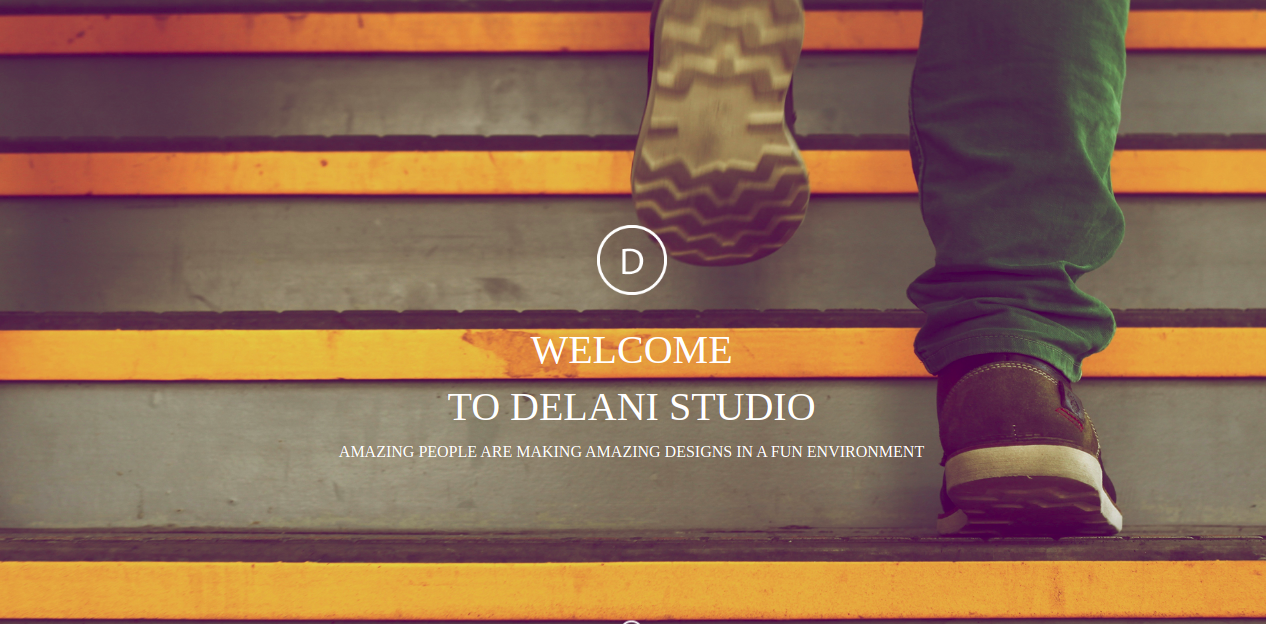 D
WELCOME
TO DELANI STUDIO
AMAZING PEOPLE ARE MAKING AMAZING DESIGNS IN A FUN ENVIRONMENT